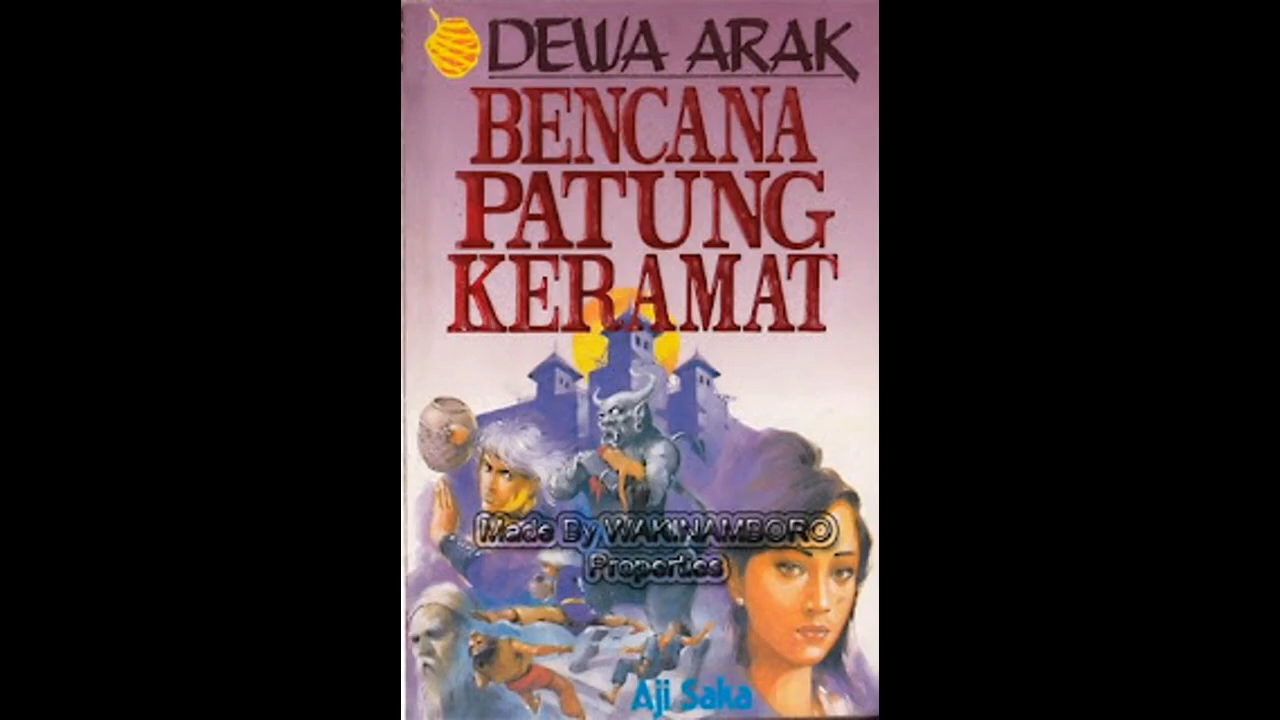 DEWA ARAK
BENCANA
PATUNG
KERAMAT
Made By WAKINAMBORO
Properties
Aji Saka